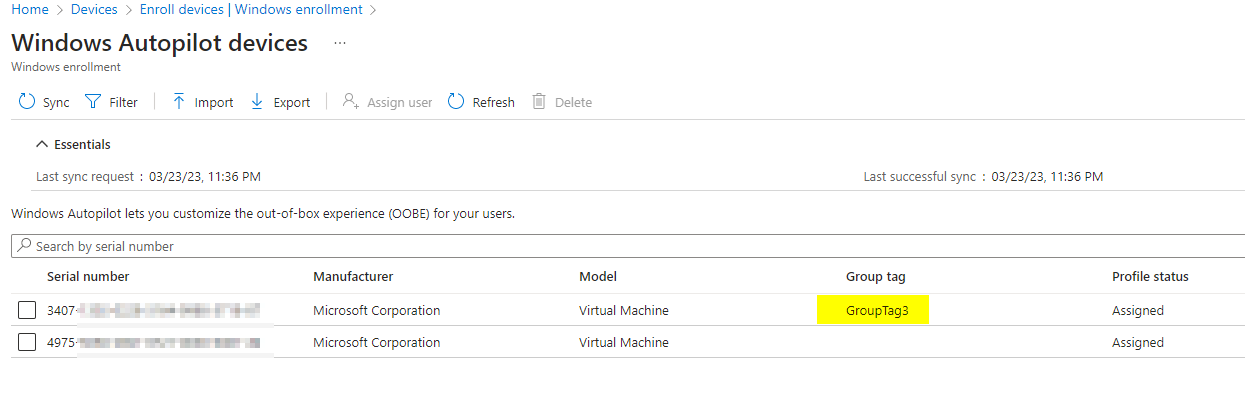 Home > Devices > Enroll devices | Windows enrollment >
Windows Autopilot devices ...
Windows enrollment
Sync Filter Import Export Assign user Refresh Delete
Essentials
Last sync request : 03/23/23, 11:36 PM Last successful sync : 03/23/23, 11:36 PM
Windows Autopilot lets you customize the out-of-box experience (OOBE) for your users.
Search by serial number
Serial number Manufacturer Model Group tag Profile status
3407- Microsoft Corporation Virtual Machine GroupTag3 Assigned
4975- Microsoft Corporation Virtual Machine Assigned